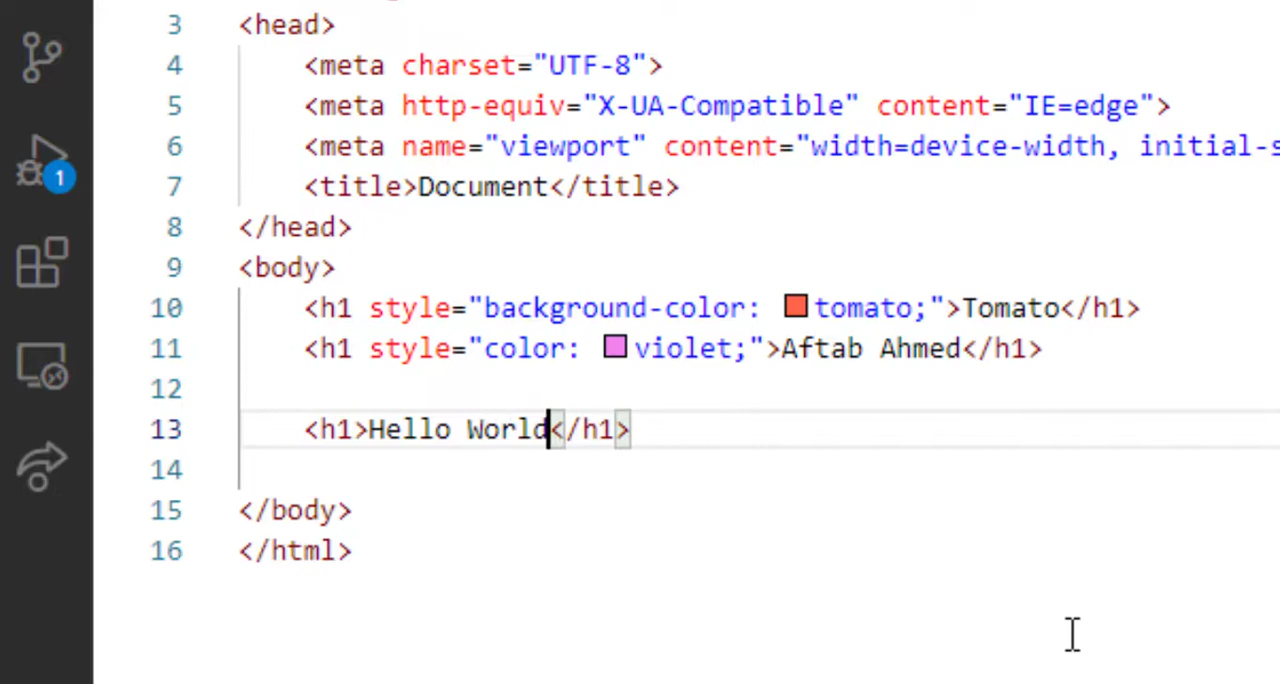 3 <head>
4 <meta charset="UTF-8">
5 <meta http-equiv="X-UA-Compatible" content="IE=edge">
6 <meta name="viewport" content="width=device-width, initial-s
7 <title>Document</title>
8 </head>
9 <body>
10 <h1 style="background-color: tomato;">Tomato</h1>
11 <h1 style="color: violet;">Aftab Ahmed</h1>
12
13 <h1>Hello World</h1>
14
15 </body>
16 </html>
1